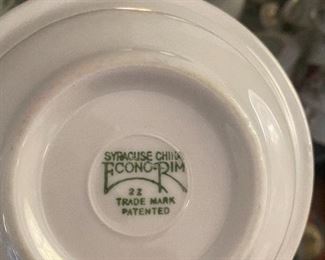 SYRACUSE CHINA
ECONO-RIM
22
TRADE MARK
PATENTED